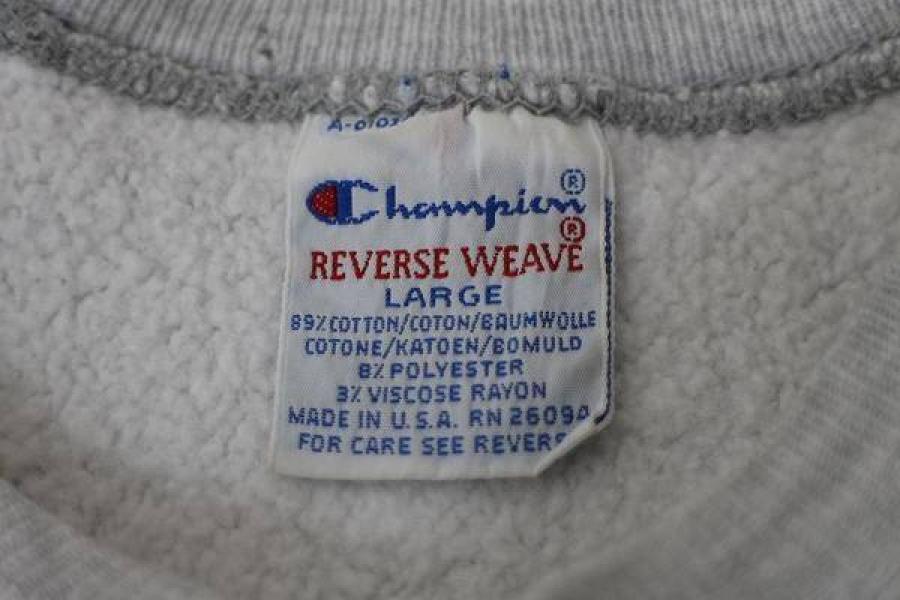 Champion®
REVERSE WEAVE®
LARGE
89% COTTON/COTON/BAUMWOLLE
COTONE/KATOEN/BOMULD
8% POLYESTER
3% VISCOSE RAYON
MADE IN U.S.A. RN 26094
FOR CARE SEE REVERS